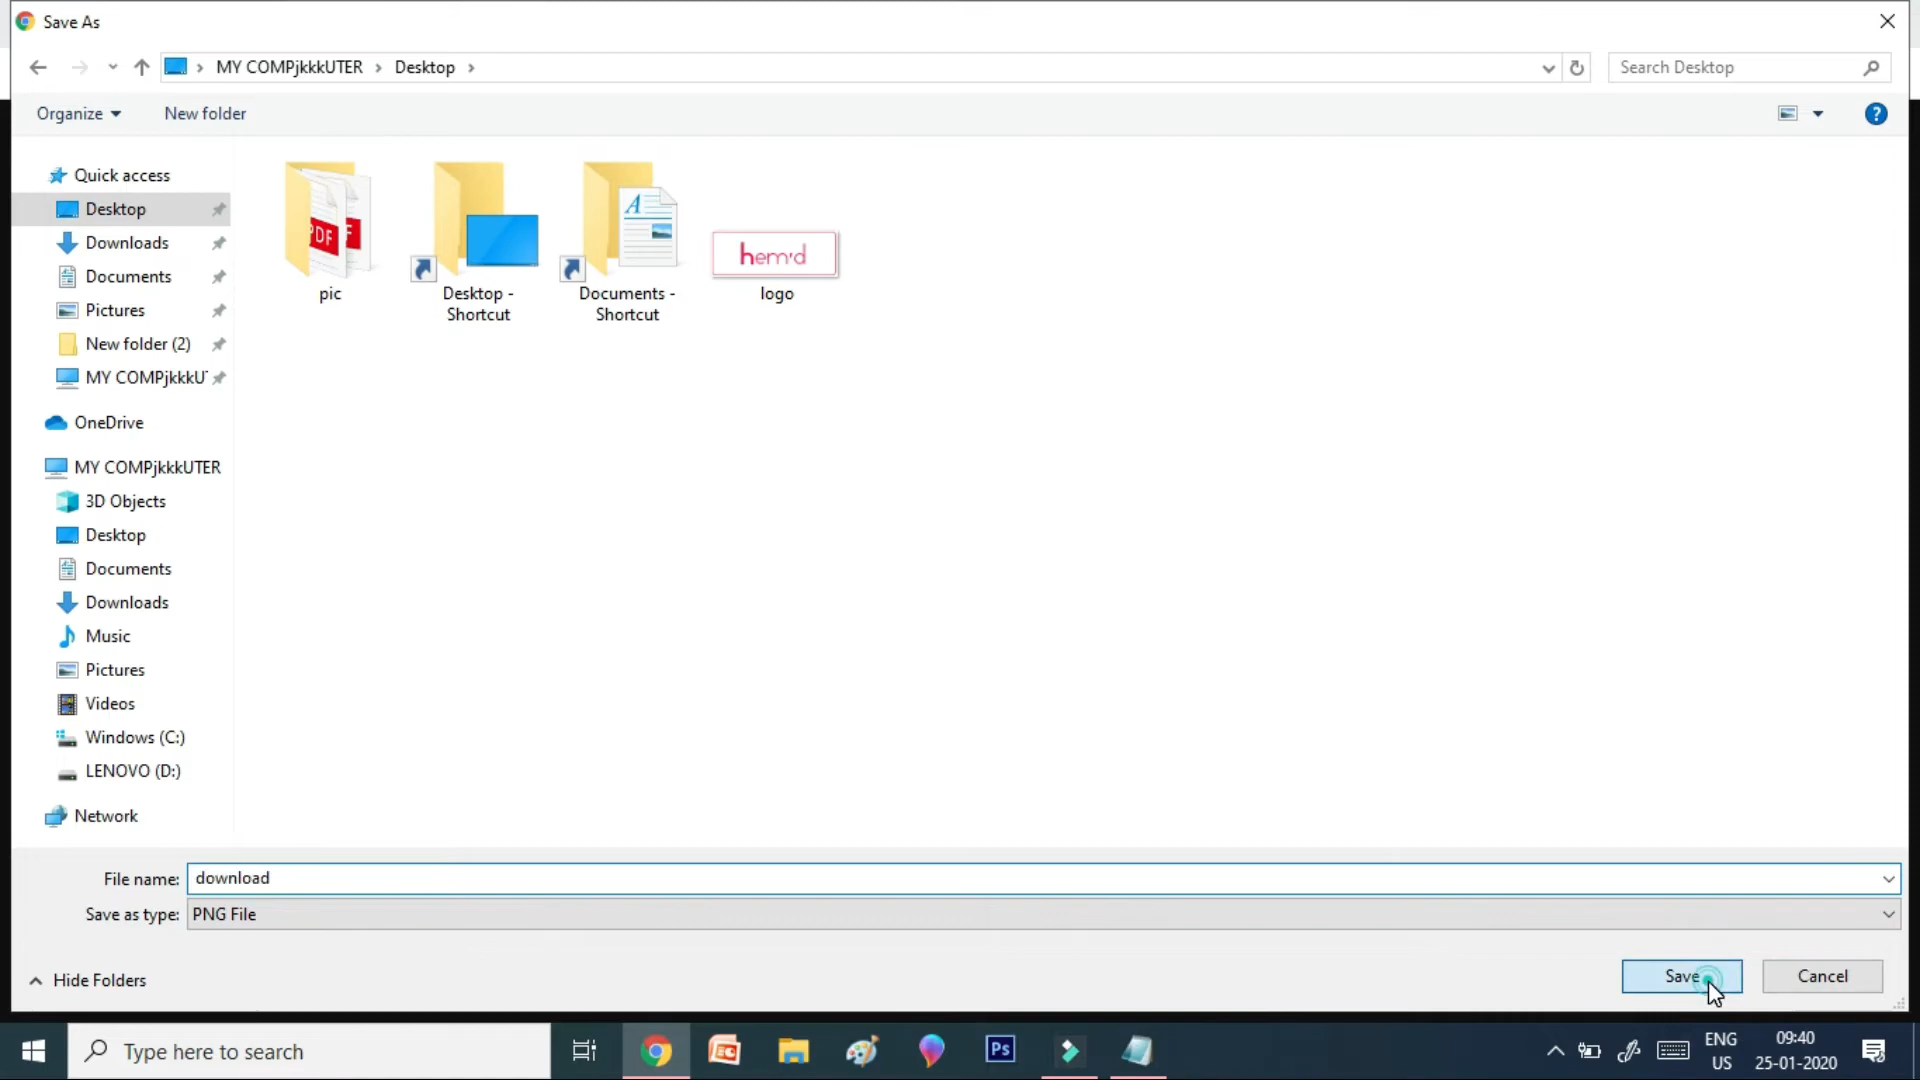 Save As
MY COMPjkkkUTER
Desktop
Search Desktop
Organize
New folder
?
Quick access
Desktop
Downloads
Documents
Pictures
New folder (2)
MY COMPjkkkU
OneDrive
MY COMPjkkkUTER
3D Objects
Desktop
Documents
Downloads
Music
Pictures
Videos
Windows (C:)
LENOVO (D:)
Network
PDF
F
pic
Desktop -
Shortcut
A
Documents -
Shortcut
hem'd
logo
File name: download
Save as type: PNG File
Hide Folders
Save
Cancel
Type here to search
Ps
ENG
US
09:40
25-01-2020